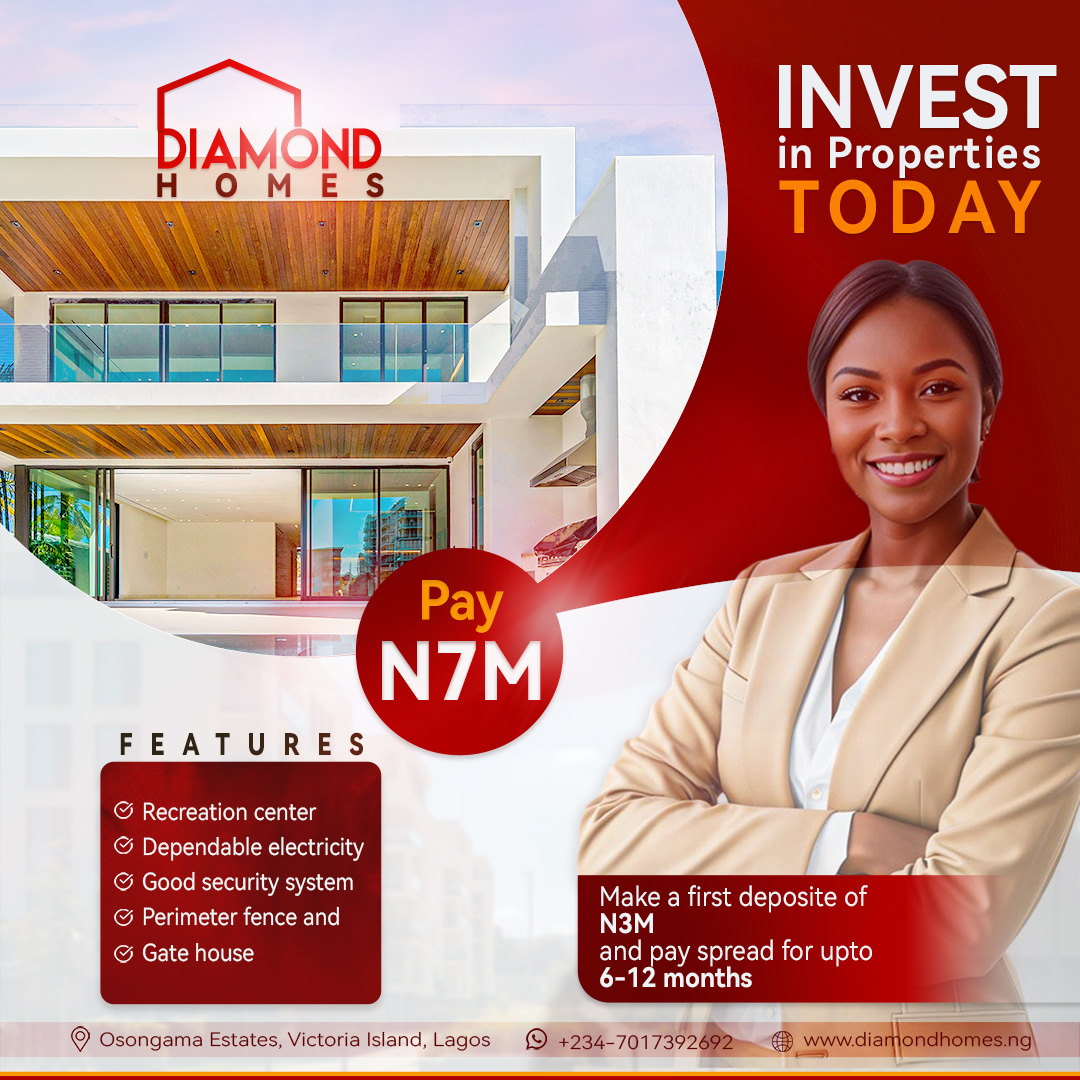 DIAMOND
HOMES
INVEST
in Properties
TODAY
Pay
N7M
FEATURES
Recreation center
Dependable electricity
Good security system
Perimeter fence and
Gate house
Make a first deposite of
N3M
and pay spread for upto
6-12 months
Osongama Estates, Victoria Island, Lagos
+234-7017392692
www.diamondhomes.ng